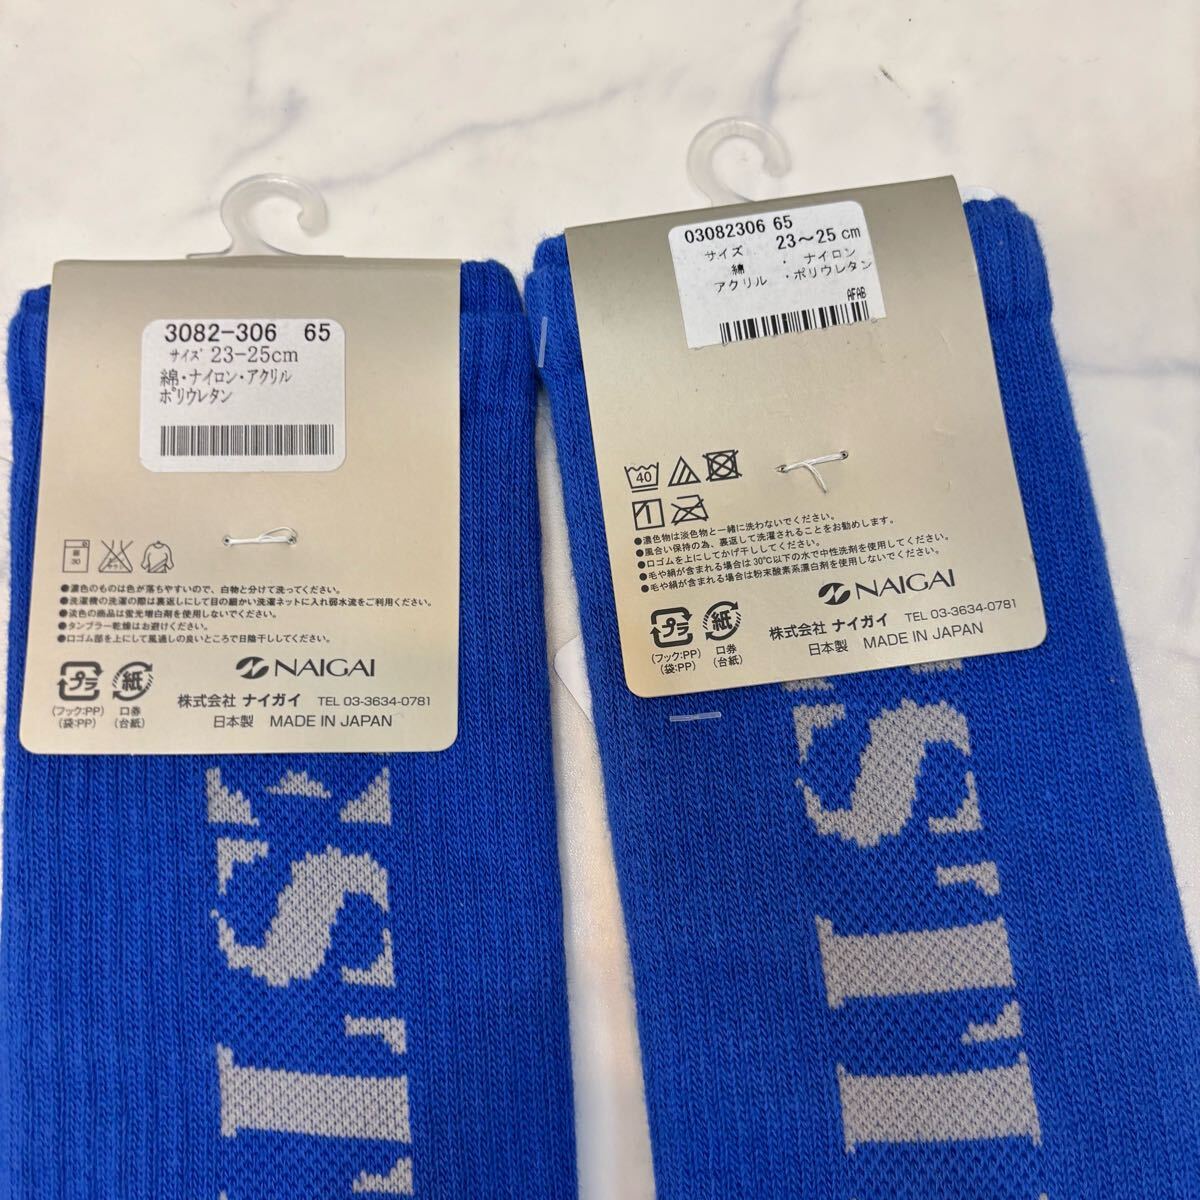 3082-306 65
サイズ 23-25cm
綿・ナイロン・アクリル
ポリウレタン
30
●濃色のものは色が落ちやすいので、白物と分けて洗ってください。
●洗濯機の洗濯の際は裏返しにして目の細かい洗濯ネットに入れ弱水流をご利用ください。
●淡色の商品は蛍光増白剤を使用しないでください。
●タンブラー乾燥はお避けください。
●口ゴム部を上にして風通しの良いところで日陰干ししてください。
プラ 紙
NAIGAI
(フック:PP) 口券
(袋:PP) (台紙)
株式会社 ナイガイ TEL 03-3634-0781
日本製 MADE IN JAPAN
03082306 65
サイズ 23〜25 cm
綿 ・ナイロン
アクリル ・ポリウレタン
AFAB
40
●濃色物は淡色物と一緒に洗わないでください。
●風合い保持の為、裏返して洗濯されることをお勧めします。
●口ゴムを上にしてかげ干ししてください。
●毛や絹が含まれる場合は30℃以下の水で中性洗剤を使用してください。
●毛や絹が含まれる場合は粉末酸素系漂白剤を使用しないでください。
NAIGAI
プラ 紙
(フック:PP) 口券
(袋:PP) (台紙)
株式会社 ナイガイ TEL 03-3634-0781
日本製 MADE IN JAPAN